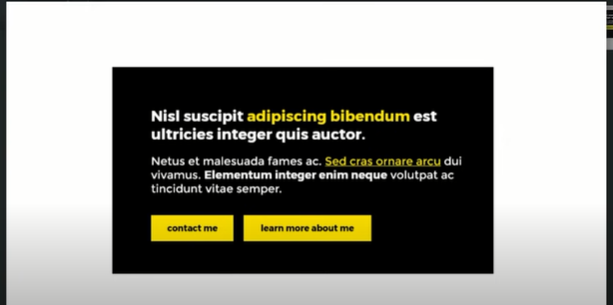 Nisl suscipit adipiscing bibendum est
ultricies integer quis auctor.
Netus et malesuada fames ac. Sed cras ornare arcu dui
vivamus. Elementum integer enim neque volutpat ac
tincidunt vitae semper.
contact me
learn more about me